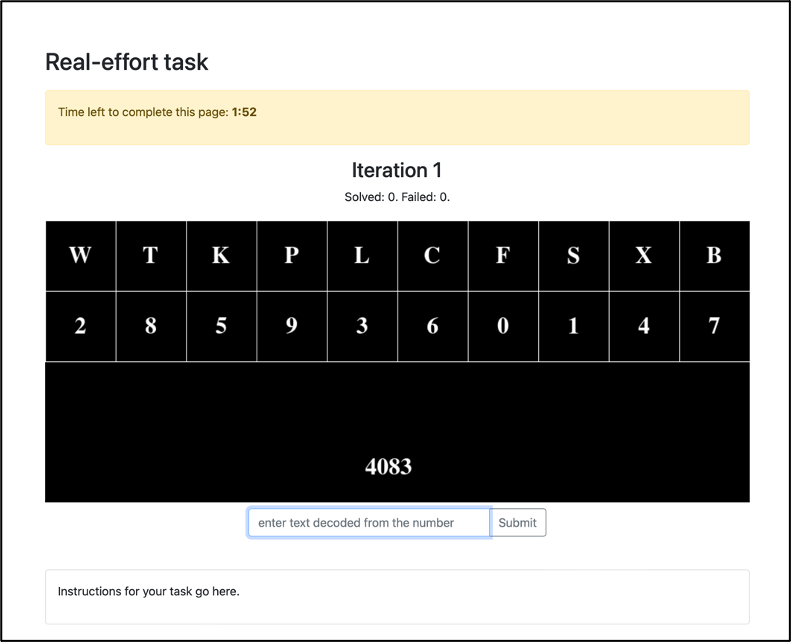 Real-effort task
Time left to complete this page: 1:52
Iteration 1
Solved: 0. Failed: 0.
W T K P L C F S X B
2 8 5 9 3 6 0 1 4 7
4083
enter text decoded from the number Submit
Instructions for your task go here.